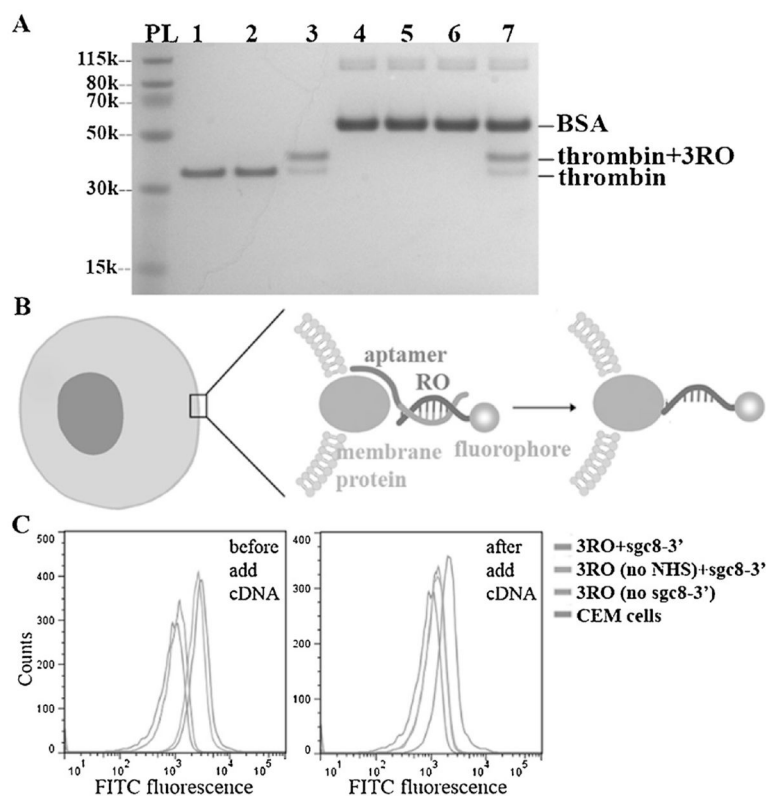 A
PL 1 2 3 4 5 6 7
115k--
80k--
70k--
50k--
30k--
15k--
BSA
thrombin+3RO
thrombin
B
aptamer
RO
membrane
protein
fluorophore
C
500
400
300
200
100
0
Counts
before
add
cDNA
10¹ 10² 10³ 10⁴ 10⁵
FITC fluorescence
400
300
200
100
0
after
add
cDNA
10¹ 10² 10³ 10⁴ 10⁵
FITC fluorescence
3RO+sgc8-3'
3RO (no NHS)+sgc8-3'
3RO (no sgc8-3')
CEM cells